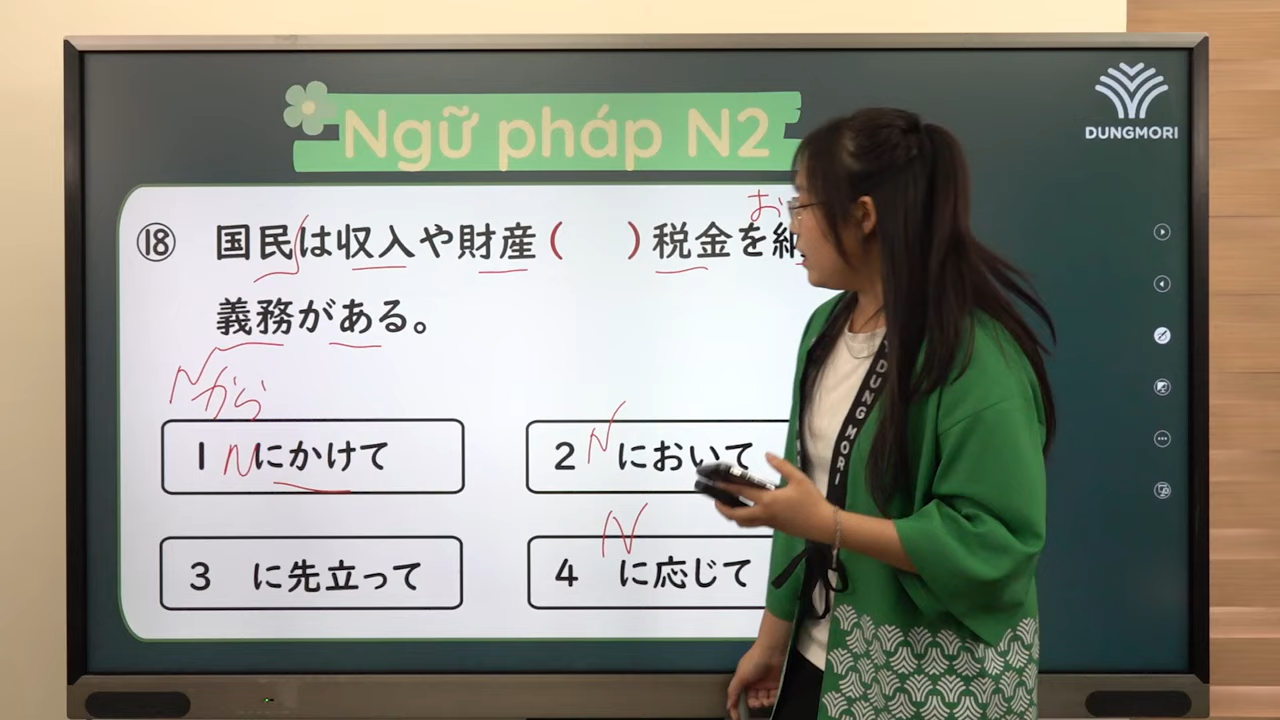 Ngữ pháp N2
DUNGMORI
お
⑱ 国民は収入や財産( )税金を納
義務がある。
Nから
1 Nにかけて
2 Nにおいて
3 に先立って
4 Nに応じて
DUNG MORI